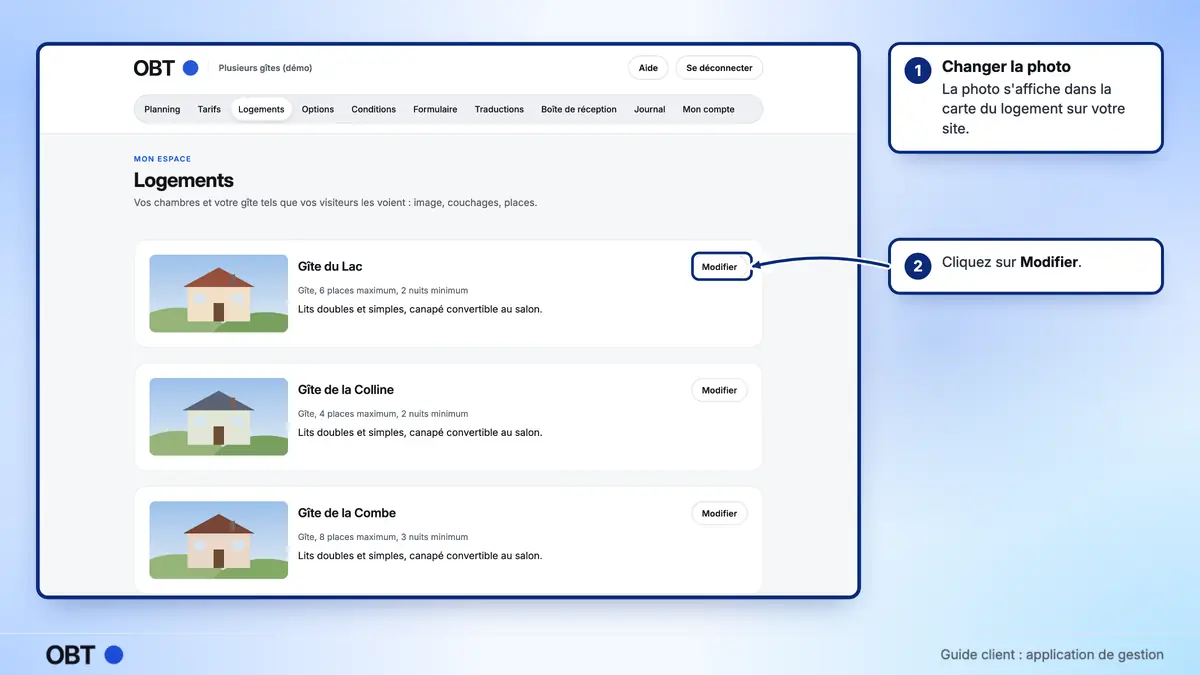 OBT
Plusieurs gîtes (démo)
Aide
Se déconnecter
Planning
Tarifs
Logements
Options
Conditions
Formulaire
Traductions
Boîte de réception
Journal
Mon compte
MON ESPACE
Logements
Vos chambres et votre gîte tels que vos visiteurs les voient : image, couchages, places.
Gîte du Lac
Gîte, 6 places maximum, 2 nuits minimum
Lits doubles et simples, canapé convertible au salon.
Modifier
Gîte de la Colline
Gîte, 4 places maximum, 2 nuits minimum
Lits doubles et simples, canapé convertible au salon.
Modifier
Gîte de la Combe
Gîte, 8 places maximum, 3 nuits minimum
Lits doubles et simples, canapé convertible au salon.
Modifier
1
Changer la photo
La photo s'affiche dans la
carte du logement sur votre
site.
2
Cliquez sur Modifier.
OBT
Guide client : application de gestion